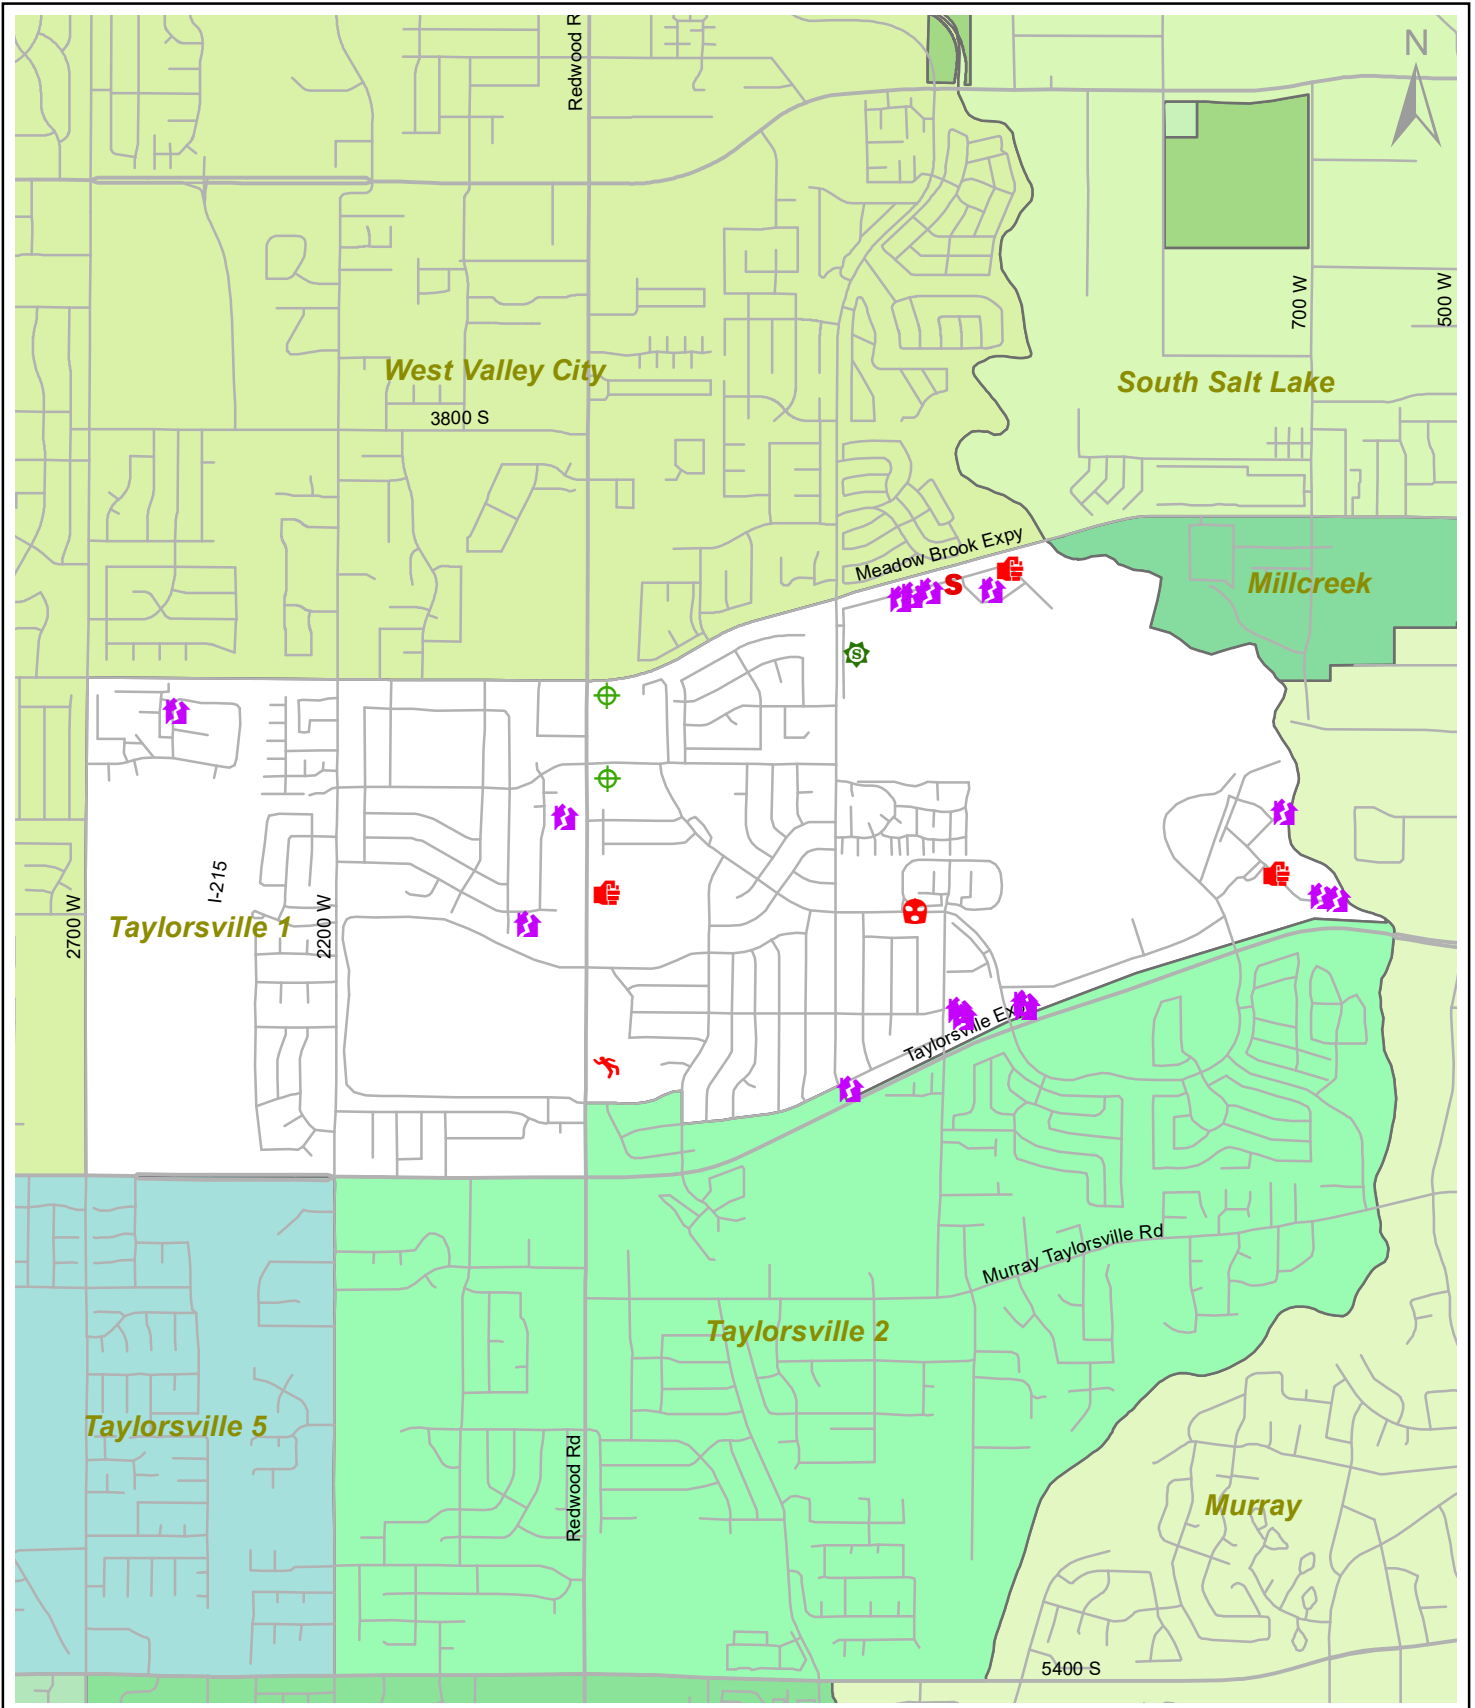 Redwood R
N
700 W
500 W
West Valley City
South Salt Lake
3800 S
Meadow Brook Expy
Millcreek
S
S
I-215
2700 W
2200 W
Taylorsville 1
Taylorsville Ex
Murray Taylorsville Rd
Taylorsville 2
Taylorsville 5
Redwood Rd
Murray
5400 S